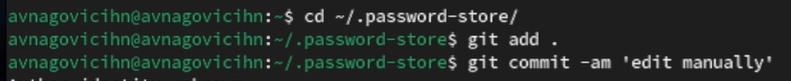 avnagovicihn@avnagovicihn:~$ cd ~/.password-store/
avnagovicihn@avnagovicihn:~/.password-store$ git add .
avnagovicihn@avnagovicihn:~/.password-store$ git commit -am 'edit manually'